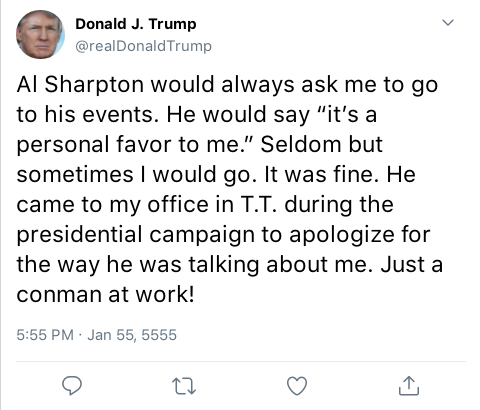 Donald J. Trump
@realDonaldTrump
Al Sharpton would always ask me to go
to his events. He would say “it’s a
personal favor to me.” Seldom but
sometimes I would go. It was fine. He
came to my office in T.T. during the
presidential campaign to apologize for
the way he was talking about me. Just a
conman at work!
5:55 PM · Jan 55, 5555